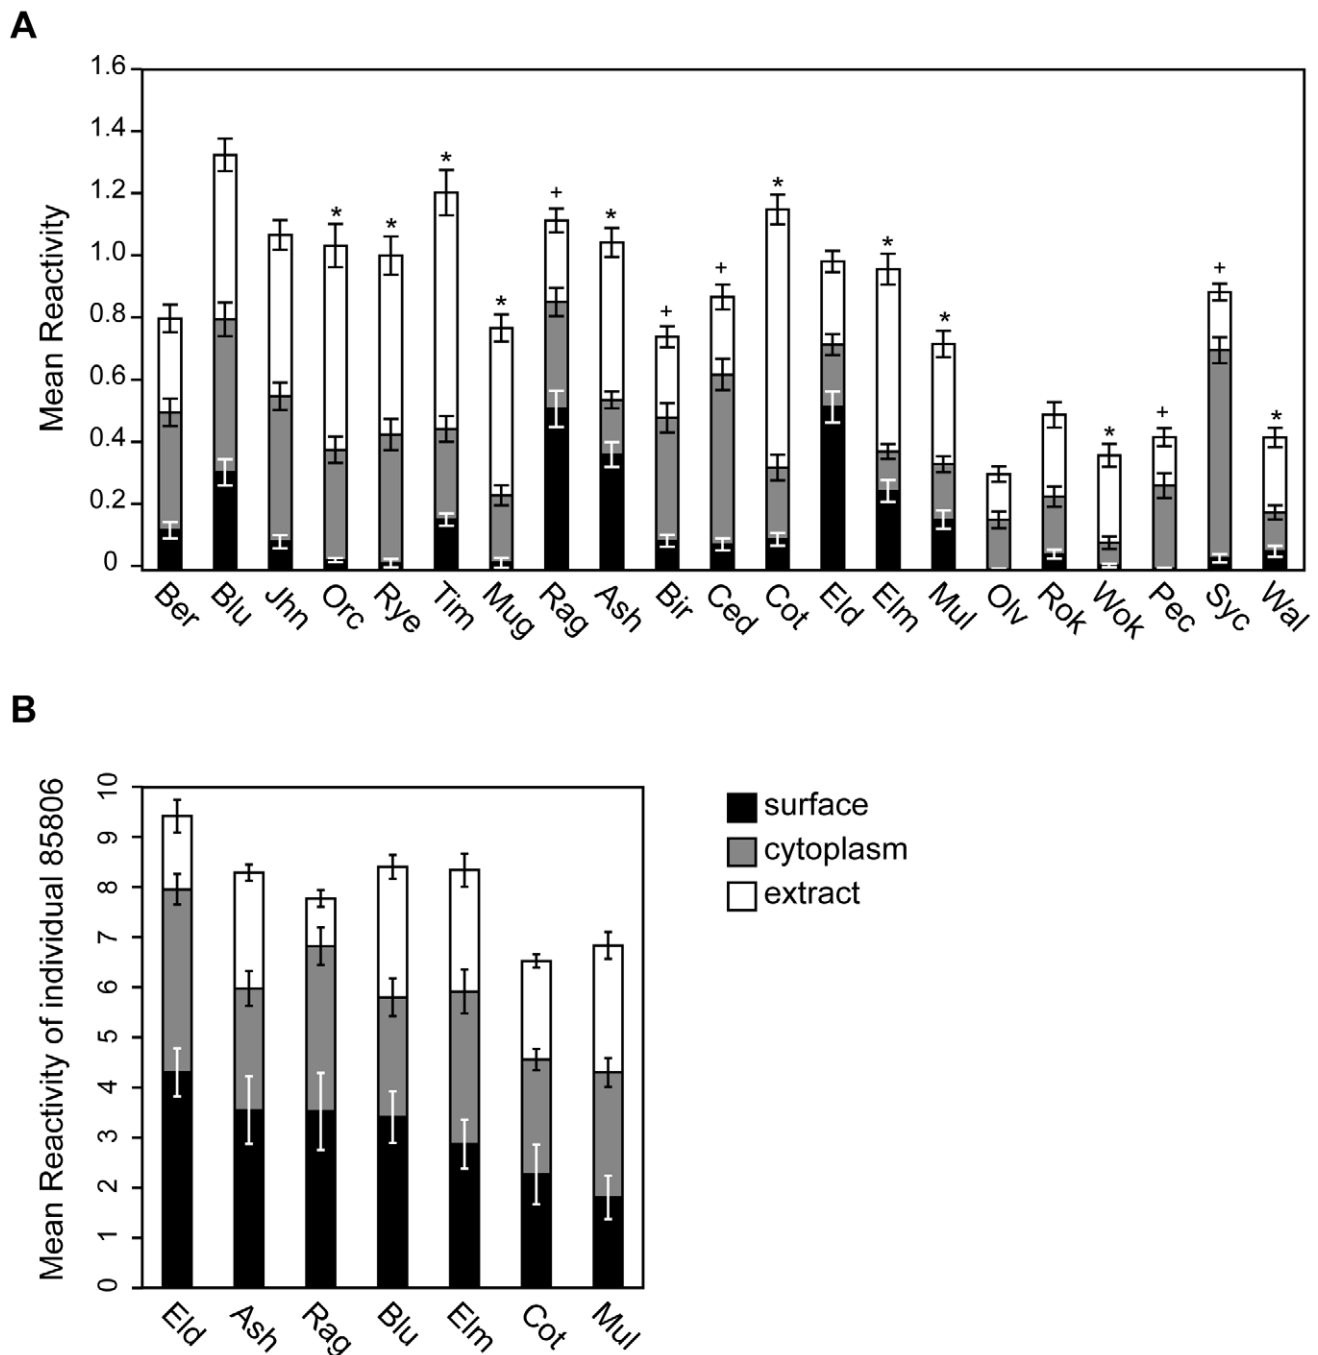 A
1.6
1.4
1.2
1.0
0.8
0.6
0.4
0.2
0
Mean Reactivity
* * * * + * + + * * * * + + *
Ber Blu Jhn Orc Rye Tim Mug Rag Ash Bir Ced Cot Eld Elm Mul Olv Rok Wok Pec Syc Wal
B
10
9
8
7
6
5
4
3
2
1
0
Mean Reactivity of individual 85806
Eld Ash Rag Blu Elm Cot Mul
surface
cytoplasm
extract